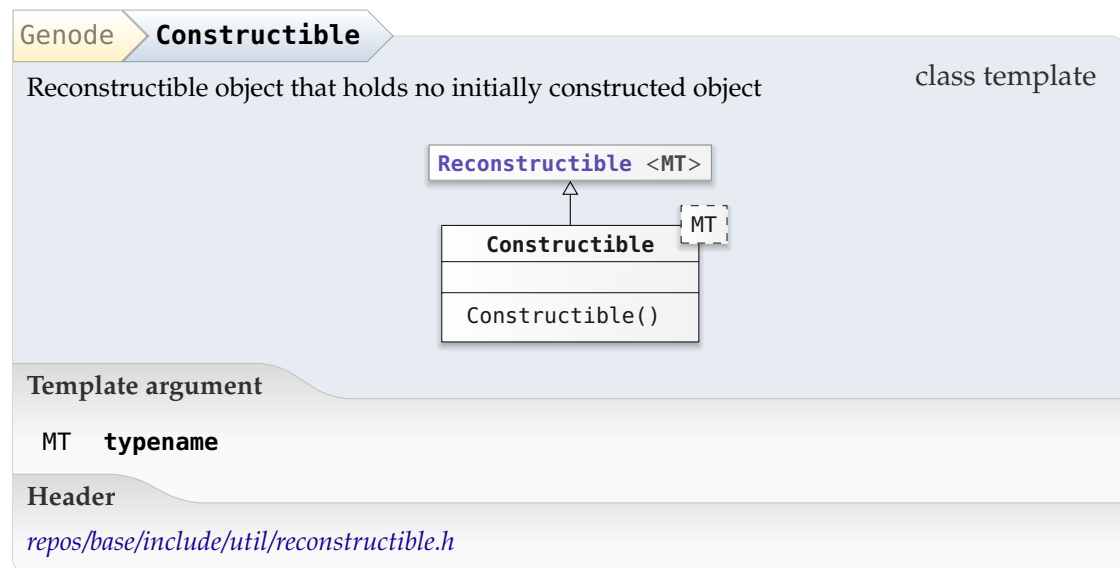 Genode Constructible
Reconstructible object that holds no initially constructed object class template
Reconstructible <MT>
MT
Constructible
Constructible()
Template argument
MT typename
Header
repos/base/include/util/reconstructible.h